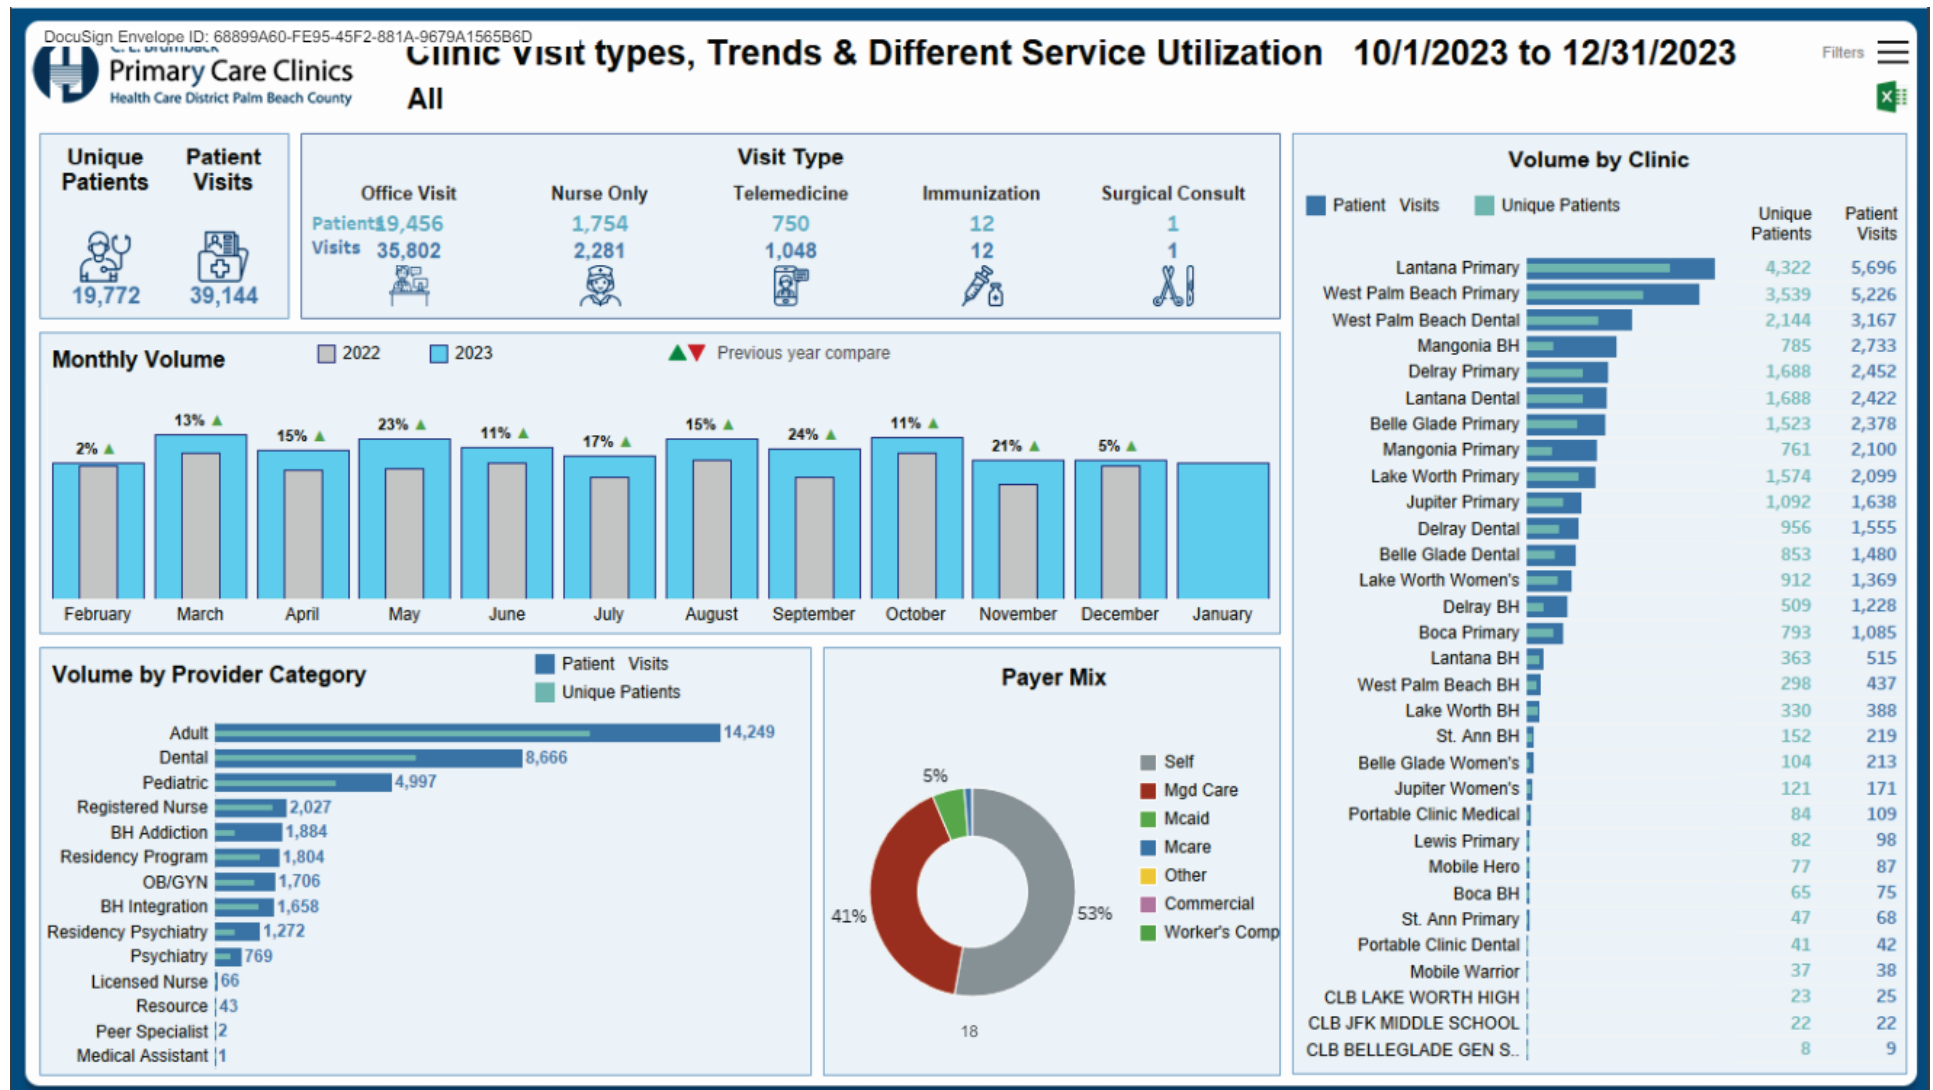 DocuSign Envelope ID: 68899A60-FE95-45F2-881A-9679A1565B6D
C. L. Brumback
Primary Care Clinics
Health Care District Palm Beach County
Clinic Visit types, Trends & Different Service Utilization 10/1/2023 to 12/31/2023
All
Filters
Unique Patients
Patient Visits
19,772
39,144
Visit Type
Office Visit Nurse Only Telemedicine Immunization Surgical Consult
Patients 19,456 1,754 750 12 1
Visits 35,802 2,281 1,048 12 1
Monthly Volume
2022 2023 Previous year compare
2% 13% 15% 23% 11% 17% 15% 24% 11% 21% 5%
February March April May June July August September October November December January
Volume by Provider Category
Patient Visits
Unique Patients
Adult 14,249
Dental 8,666
Pediatric 4,997
Registered Nurse 2,027
BH Addiction 1,884
Residency Program 1,804
OB/GYN 1,706
BH Integration 1,658
Residency Psychiatry 1,272
Psychiatry 769
Licensed Nurse 66
Resource 43
Peer Specialist 2
Medical Assistant 1
Payer Mix
5%
41%
53%
Self
Mgd Care
Mcaid
Mcare
Other
Commercial
Worker's Comp
18
Volume by Clinic
Patient Visits Unique Patients
Unique Patients
Patient Visits
Lantana Primary 4,322 5,696
West Palm Beach Primary 3,539 5,226
West Palm Beach Dental 2,144 3,167
Mangonia BH 785 2,733
Delray Primary 1,688 2,452
Lantana Dental 1,688 2,422
Belle Glade Primary 1,523 2,378
Mangonia Primary 761 2,100
Lake Worth Primary 1,574 2,099
Jupiter Primary 1,092 1,638
Delray Dental 956 1,555
Belle Glade Dental 853 1,480
Lake Worth Women's 912 1,369
Delray BH 509 1,228
Boca Primary 793 1,085
Lantana BH 363 515
West Palm Beach BH 298 437
Lake Worth BH 330 388
St. Ann BH 152 219
Belle Glade Women's 104 213
Jupiter Women's 121 171
Portable Clinic Medical 84 109
Lewis Primary 82 98
Mobile Hero 77 87
Boca BH 65 75
St. Ann Primary 47 68
Portable Clinic Dental 41 42
Mobile Warrior 37 38
CLB LAKE WORTH HIGH 23 25
CLB JFK MIDDLE SCHOOL 22 22
CLB BELLEGLADE GEN S.. 8 9